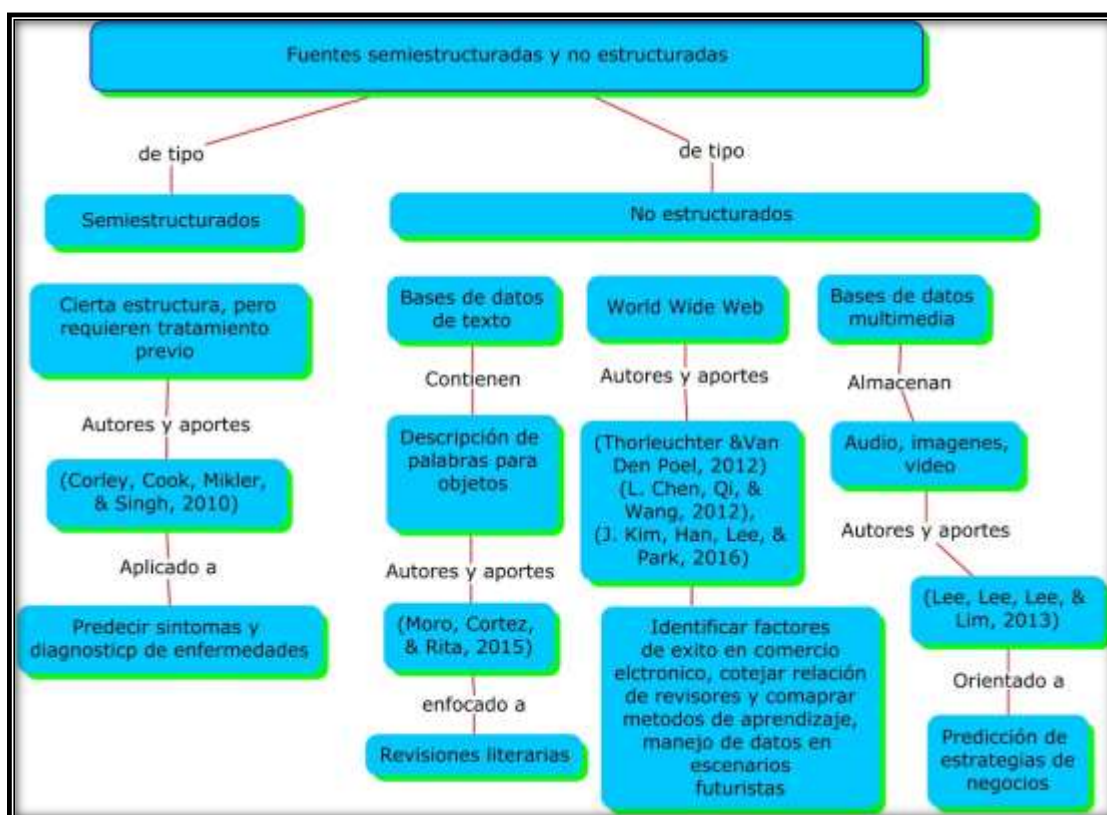 Fuentes semiestructuradas y no estructuradas
de tipo
de tipo
Semiestructurados
No estructurados
Cierta estructura, pero
requieren tratamiento
previo
Autores y aportes
(Corley, Cook, Mikler,
& Singh, 2010)
Aplicado a
Predecir sintomas y
diagnosticp de enfermedades
Bases de datos
de texto
Contienen
Descripción de
palabras para
objetos
Autores y aportes
(Moro, Cortez,
& Rita, 2015)
enfocado a
Revisiones literarias
World Wide Web
Autores y aportes
(Thorleuchter &Van
Den Poel, 2012)
(L. Chen, Qi, &
Wang, 2012),
(J. Kim, Han, Lee, &
Park, 2016)
Identificar factores
de exito en comercio
elctronico, cotejar relación
de revisores y comaprar
metodos de aprendizaje,
manejo de datos en
escenarios
futuristas
Bases de datos
multimedia
Almacenan
Audio, imagenes,
video
Autores y aportes
(Lee, Lee, Lee, &
Lim, 2013)
Orientado a
Predicción de
estrategias de
negocios